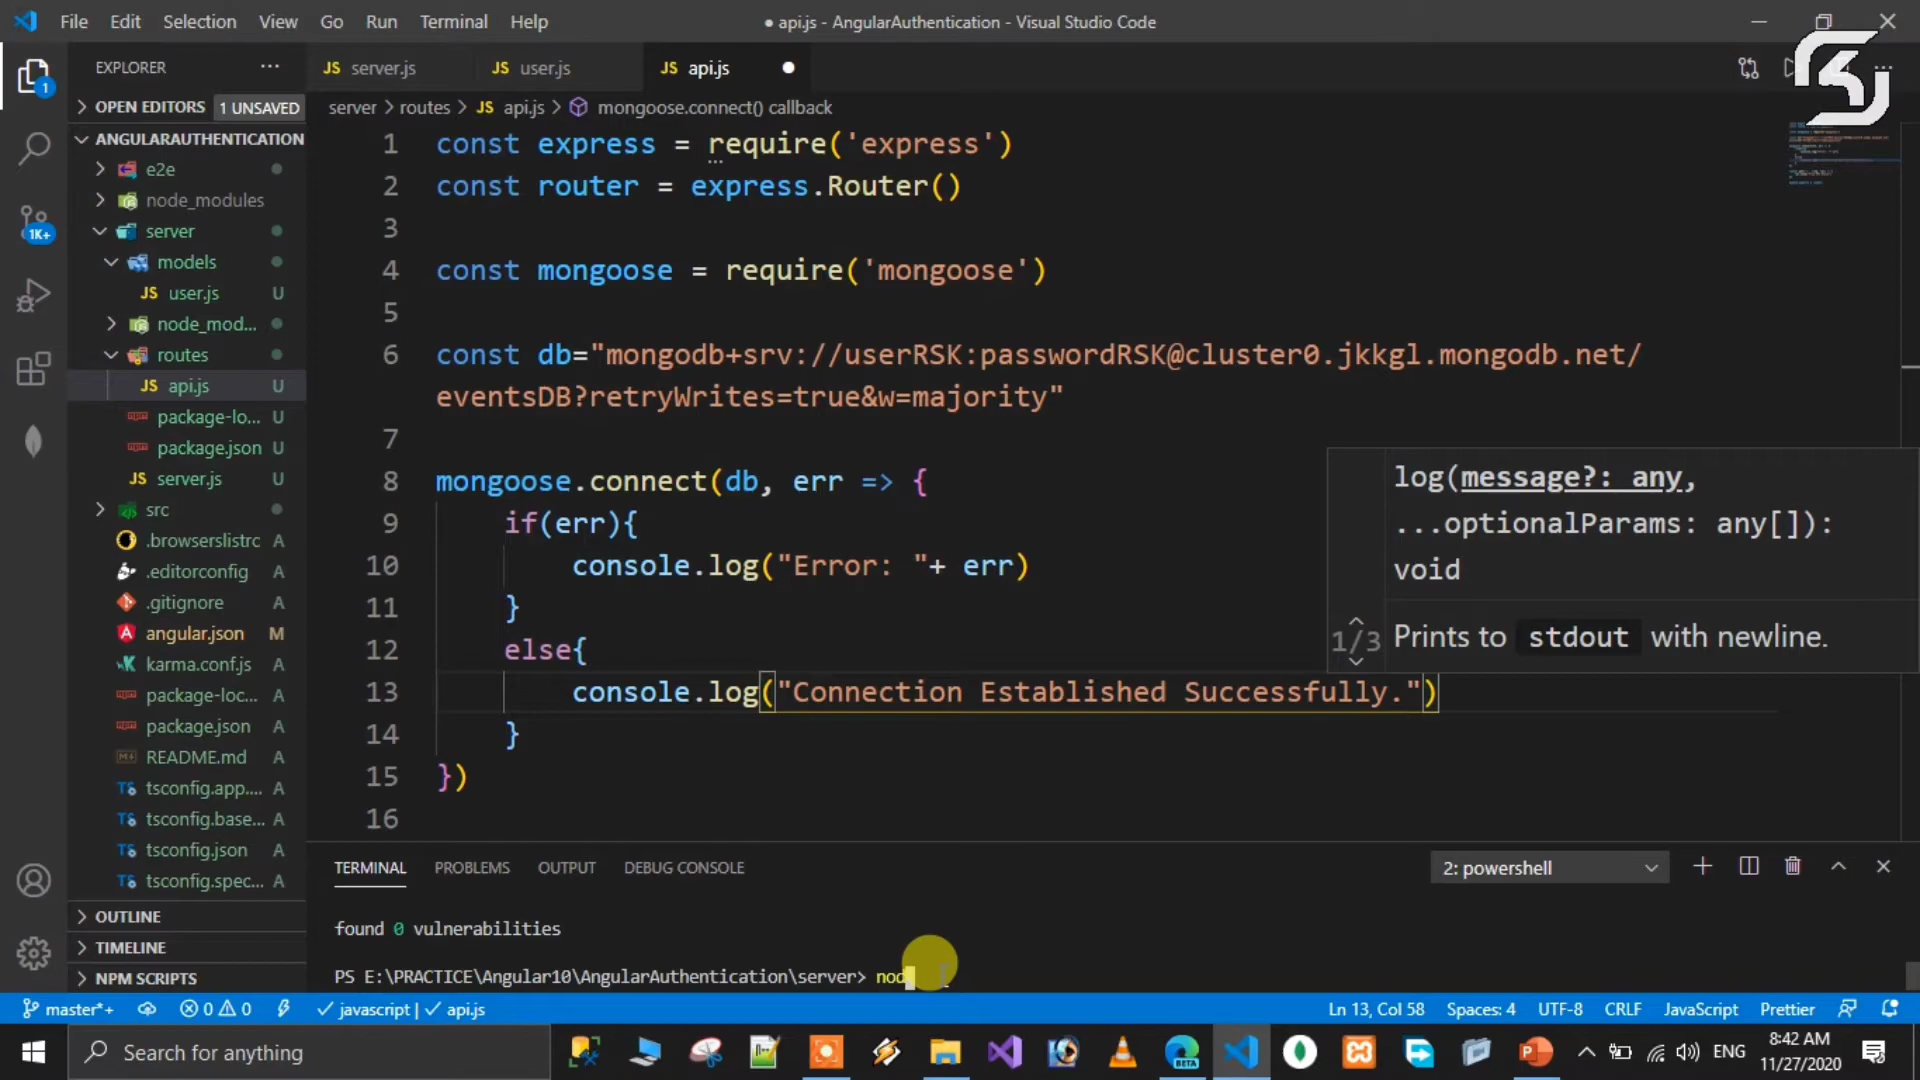 File Edit Selection View Go Run Terminal Help
● api.js - AngularAuthentication - Visual Studio Code
EXPLORER
OPEN EDITORS 1 UNSAVED
ANGULARAUTHENTICATION
e2e
node_modules
server
models
user.js U
node_mod...
routes
api.js U
package-lo... U
package.json U
server.js U
src
.browserslistrc A
.editorconfig A
.gitignore A
angular.json M
karma.conf.js A
package-loc... A
package.json A
README.md A
tsconfig.app.... A
tsconfig.base... A
tsconfig.json A
tsconfig.spec... A
OUTLINE
TIMELINE
NPM SCRIPTS
1
1K+
JS server.js JS user.js JS api.js
server > routes > JS api.js > mongoose.connect() callback
1 const express = require('express')
2 const router = express.Router()
3
4 const mongoose = require('mongoose')
5
6 const db="mongodb+srv://userRSK:passwordRSK@cluster0.jkkgl.mongodb.net/
eventsDB?retryWrites=true&w=majority"
7
8 mongoose.connect(db, err => {
9 if(err){
10 console.log("Error: "+ err)
11 }
12 else{
13 console.log("Connection Established Successfully.")
14 }
15 })
16
log(message?: any,
...optionalParams: any[]):
void
1/3 Prints to stdout with newline.
TERMINAL PROBLEMS OUTPUT DEBUG CONSOLE
2: powershell
found 0 vulnerabilities
PS E:\PRACTICE\Angular10\AngularAuthentication\server> nod
master*+ 0 0 javascript | api.js
Ln 13, Col 58 Spaces: 4 UTF-8 CRLF JavaScript Prettier
Search for anything
BETA
ENG
8:42 AM
11/27/2020